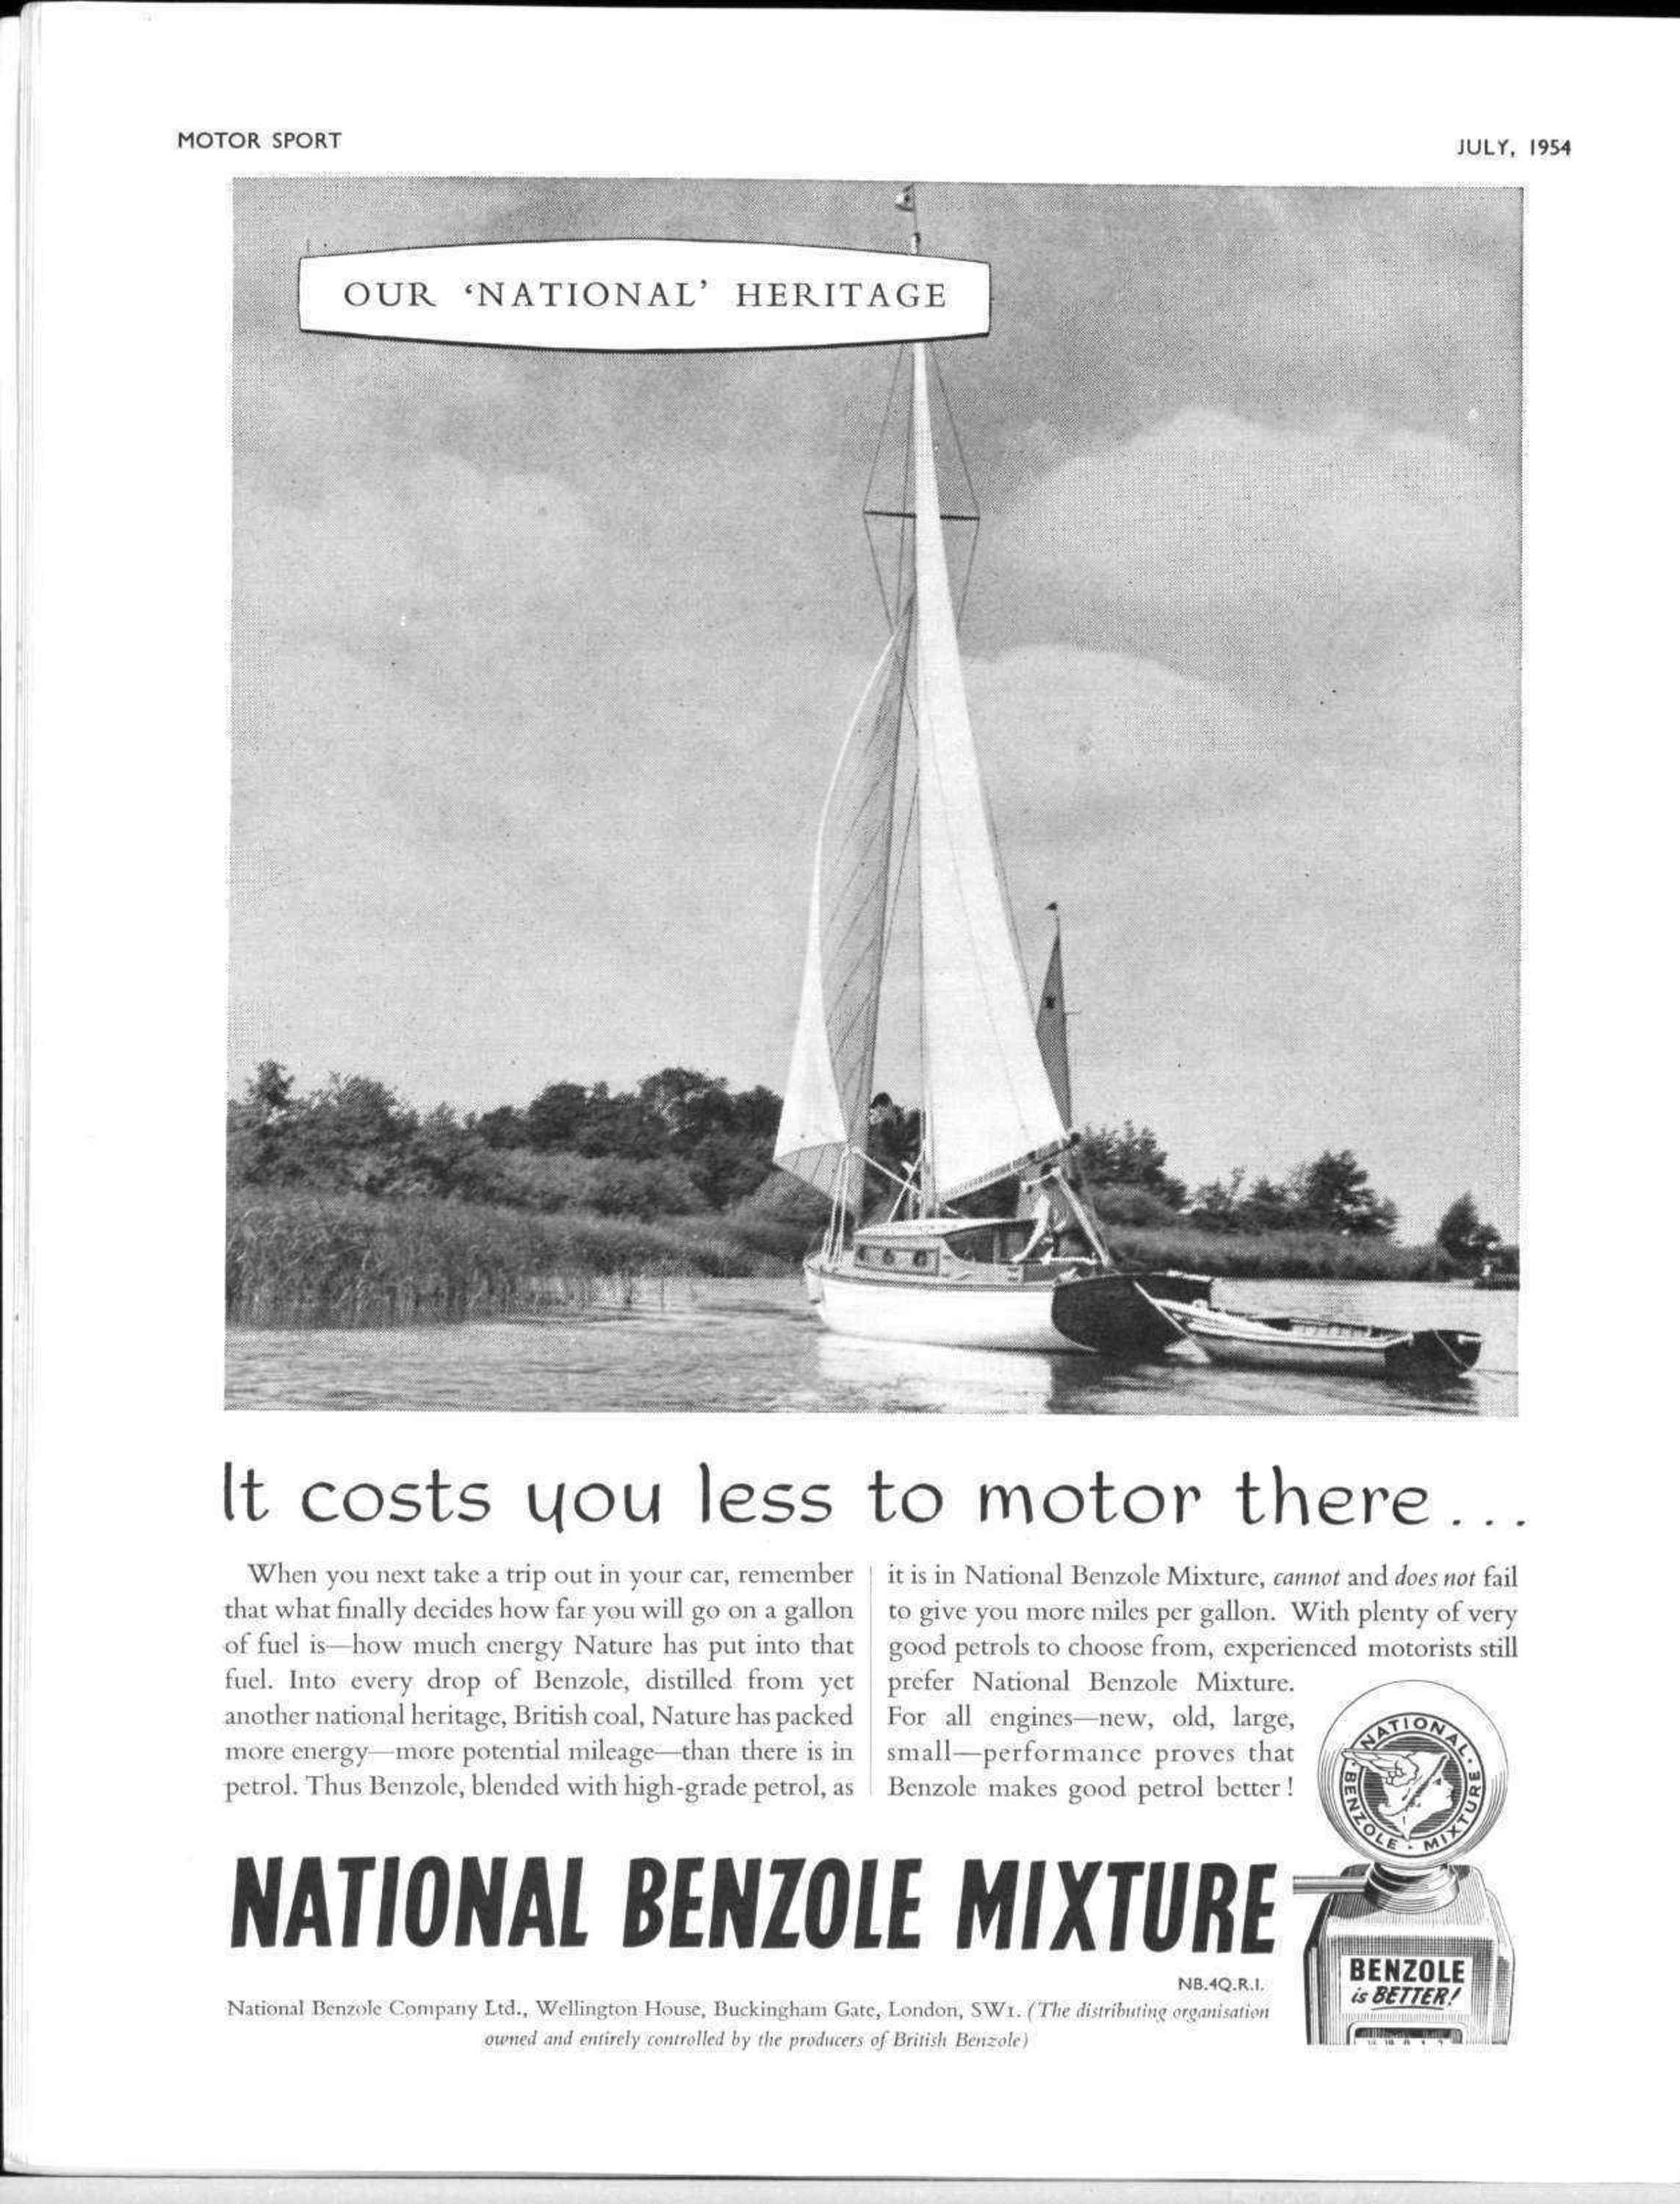 MOTOR SPORT
JULY, 1954
OUR ‘NATIONAL’ HERITAGE
It costs you less to motor there...
When you next take a trip out in your car, remember
that what finally decides how far you will go on a gallon
of fuel is—how much energy Nature has put into that
fuel. Into every drop of Benzole, distilled from yet
another national heritage, British coal, Nature has packed
more energy—more potential mileage—than there is in
petrol. Thus Benzole, blended with high-grade petrol, as
it is in National Benzole Mixture, cannot and does not fail
to give you more miles per gallon. With plenty of very
good petrols to choose from, experienced motorists still
prefer National Benzole Mixture.
For all engines—new, old, large,
small—performance proves that
Benzole makes good petrol better!
NATIONAL · BENZOLE · MIXTURE ·
NATIONAL BENZOLE MIXTURE
BENZOLE
is BETTER!
NB.4Q.R.I.
National Benzole Company Ltd., Wellington House, Buckingham Gate, London, SW1. (The distributing organisation
owned and entirely controlled by the producers of British Benzole)